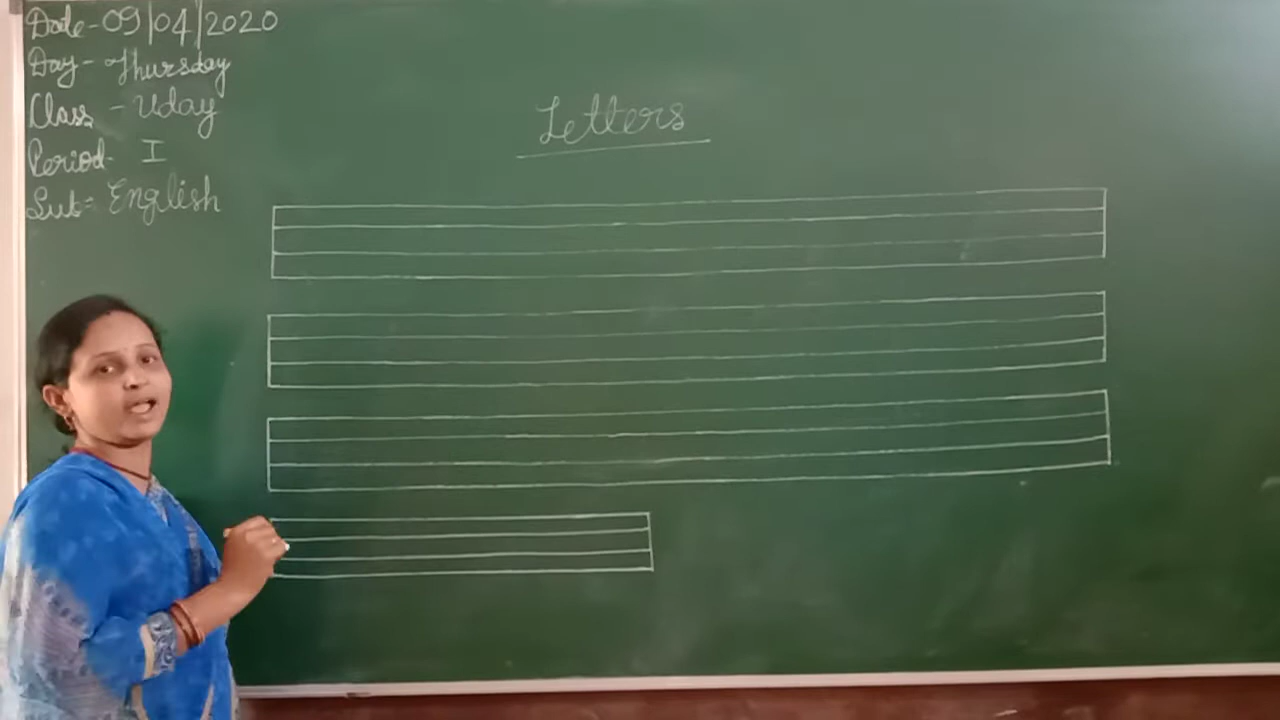 Date-09/04/2020
Day- Thursday
Class - Uday
Period- I
Sub= English
Letters